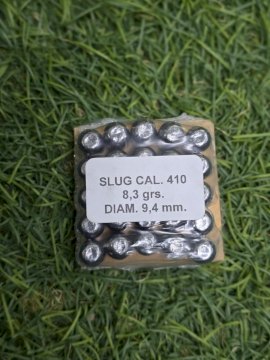 SLUG CAL. 410
8,3 grs.
DIAM. 9,4 mm.